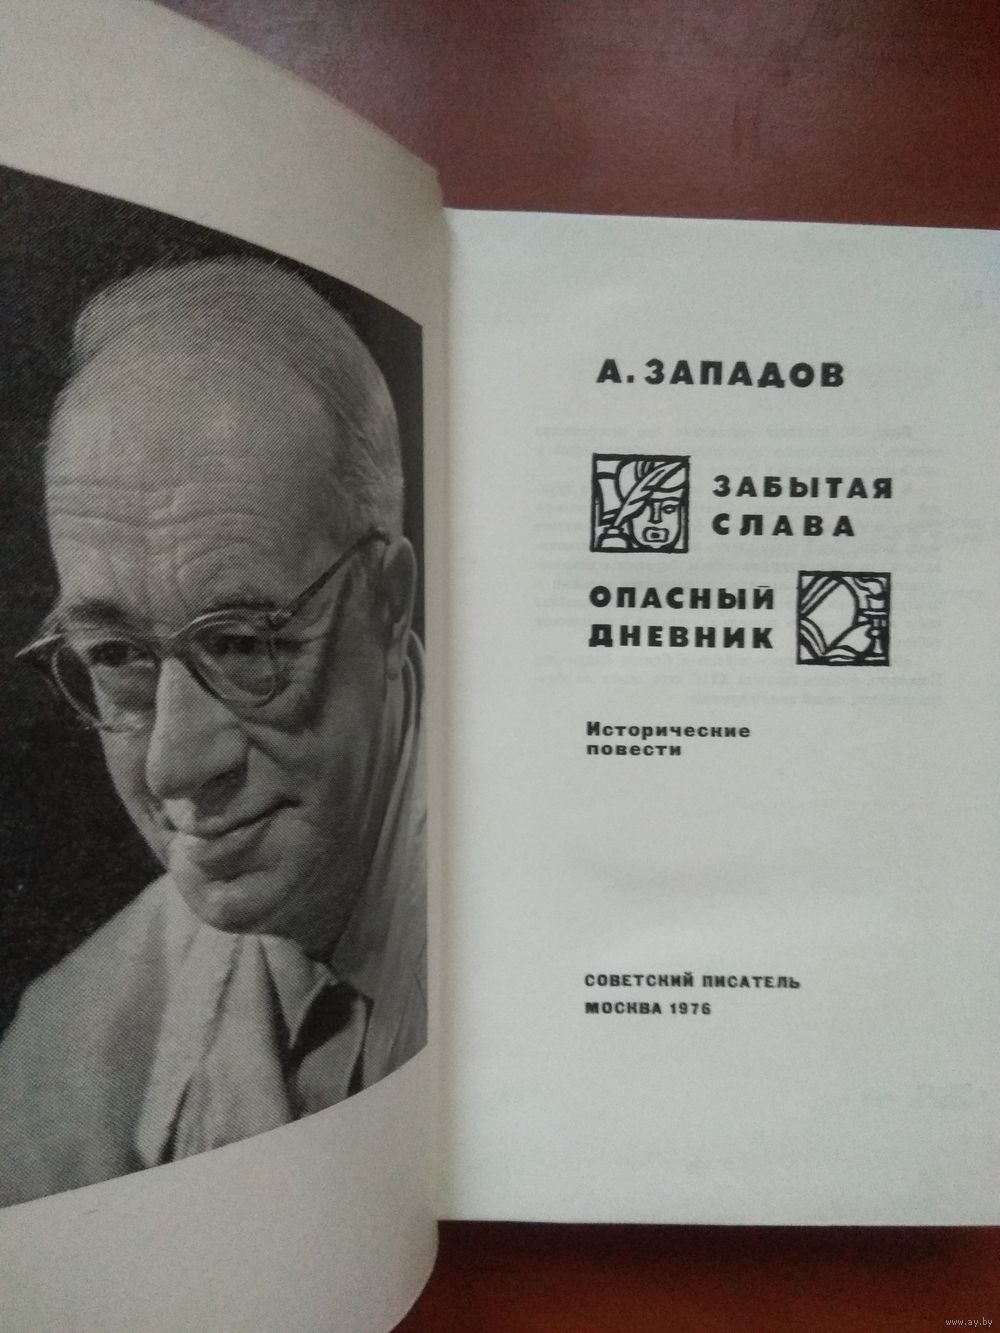 А. ЗАПАДОВ
ЗАБЫТАЯ
СЛАВА
ОПАСНЫЙ
ДНЕВНИК
Исторические
повести
СОВЕТСКИЙ ПИСАТЕЛЬ
МОСКВА 1976
www.ay.by